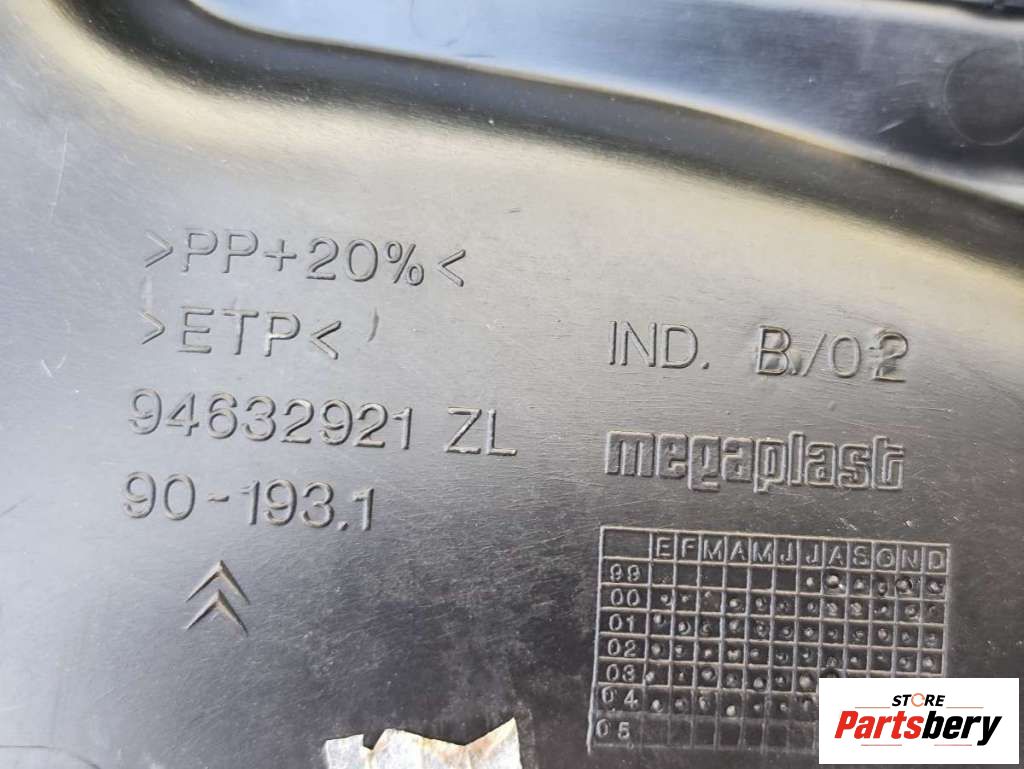 >PP+20%<
>ETP<
94632921 ZL
90-193.1
IND. B./02
megaplast
E F M A M J J A S O N D
99
00
01
02
03
04
05
STORE
Partsbery